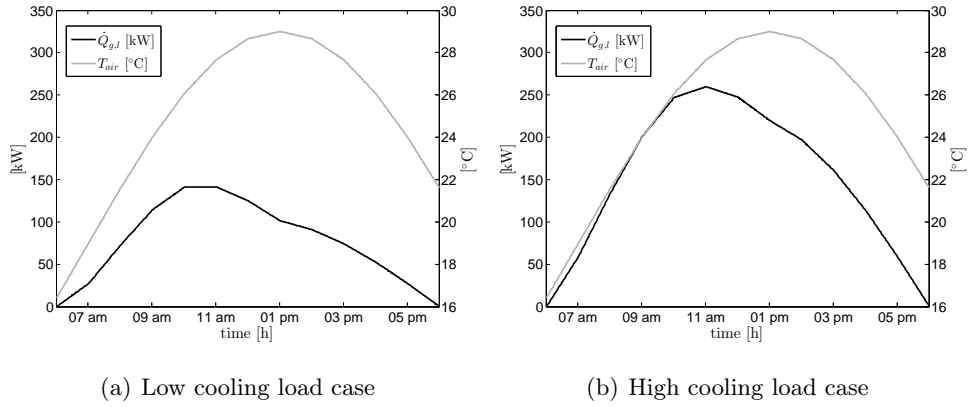 350
300
250
200
150
100
50
0
[kW]
30
28
26
24
22
20
18
16
[°C]
Q̇g,l [kW]
Tair [°C]
07 am 09 am 11 am 01 pm 03 pm 05 pm
time [h]
(a) Low cooling load case
350
300
250
200
150
100
50
0
[kW]
30
28
26
24
22
20
18
16
[°C]
Q̇g,l [kW]
Tair [°C]
07 am 09 am 11 am 01 pm 03 pm 05 pm
time [h]
(b) High cooling load case